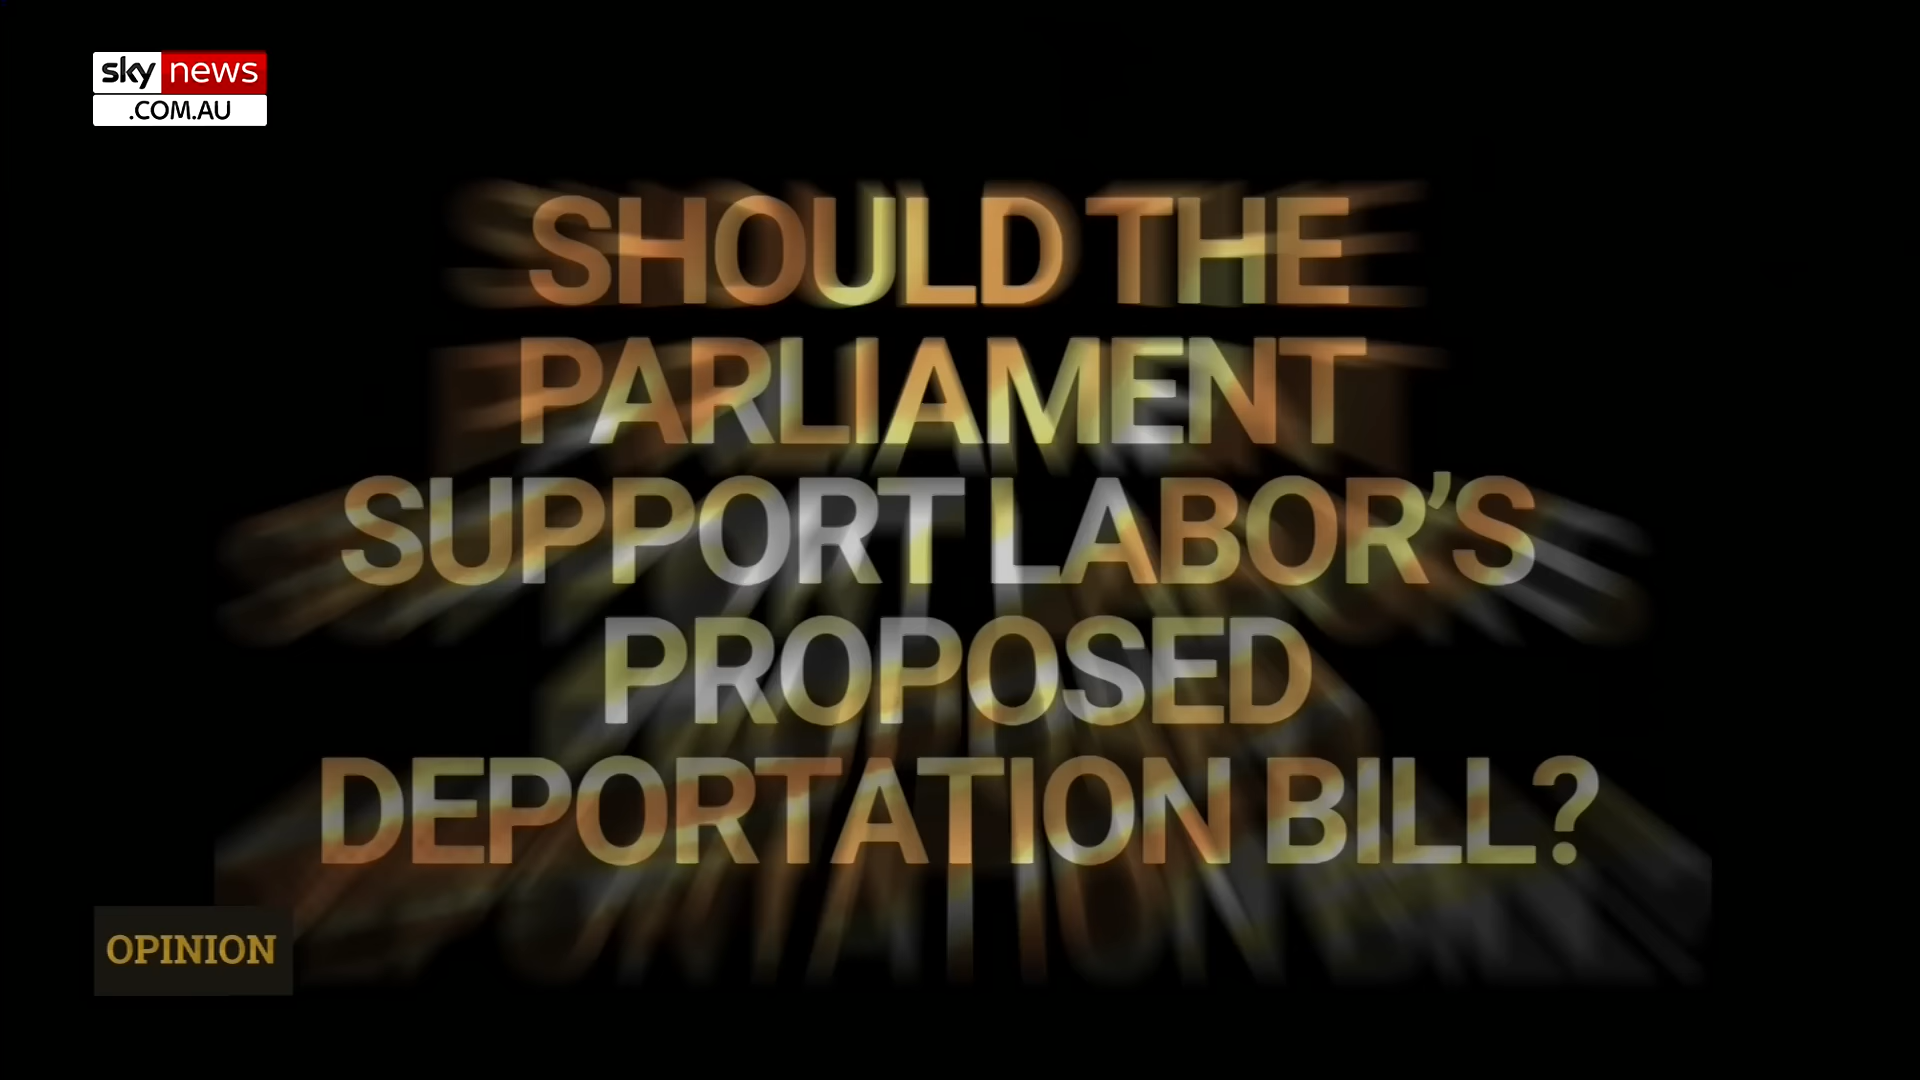 sky news
.COM.AU
SHOULD THE
PARLIAMENT
SUPPORT LABOR’S
PROPOSED
DEPORTATION BILL?
OPINION